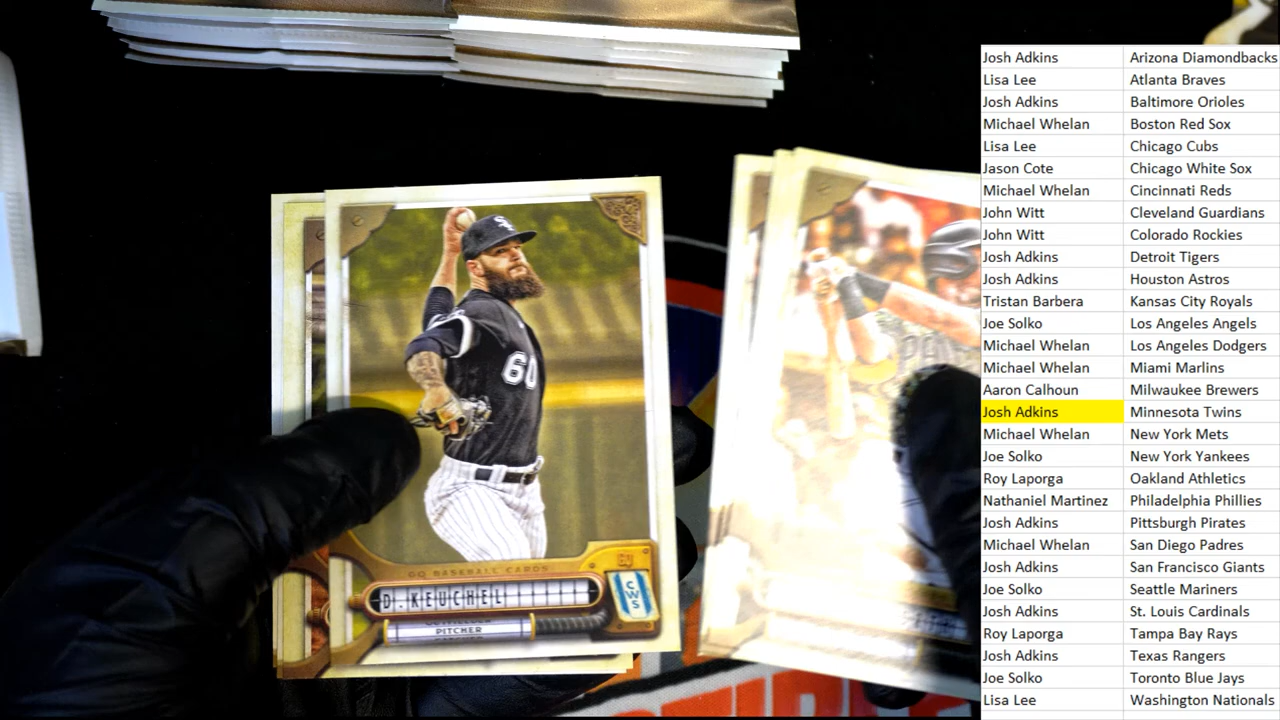 60
GQ BASEBALL CARDS
D. KEUCHEL
PITCHER
CWS
Josh Adkins Arizona Diamondbacks
Lisa Lee Atlanta Braves
Josh Adkins Baltimore Orioles
Michael Whelan Boston Red Sox
Lisa Lee Chicago Cubs
Jason Cote Chicago White Sox
Michael Whelan Cincinnati Reds
John Witt Cleveland Guardians
John Witt Colorado Rockies
Josh Adkins Detroit Tigers
Josh Adkins Houston Astros
Tristan Barbera Kansas City Royals
Joe Solko Los Angeles Angels
Michael Whelan Los Angeles Dodgers
Michael Whelan Miami Marlins
Aaron Calhoun Milwaukee Brewers
Josh Adkins Minnesota Twins
Michael Whelan New York Mets
Joe Solko New York Yankees
Roy Laporga Oakland Athletics
Nathaniel Martinez Philadelphia Phillies
Josh Adkins Pittsburgh Pirates
Michael Whelan San Diego Padres
Josh Adkins San Francisco Giants
Joe Solko Seattle Mariners
Josh Adkins St. Louis Cardinals
Roy Laporga Tampa Bay Rays
Josh Adkins Texas Rangers
Joe Solko Toronto Blue Jays
Lisa Lee Washington Nationals